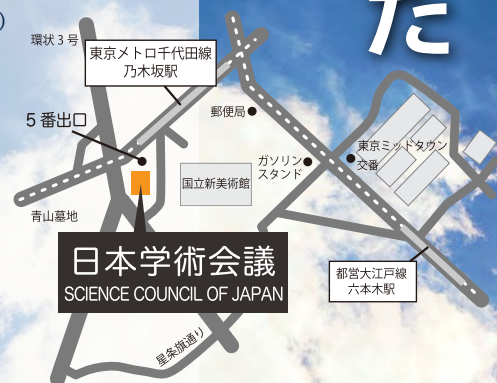 )
た
環状３号
東京メトロ千代田線
乃木坂駅
５番出口
郵便局
東京ミッドタウン
交番
ガソリン
スタンド
国立新美術館
青山墓地
日本学術会議
SCIENCE COUNCIL OF JAPAN
都営大江戸線
六本木駅
星条旗通り